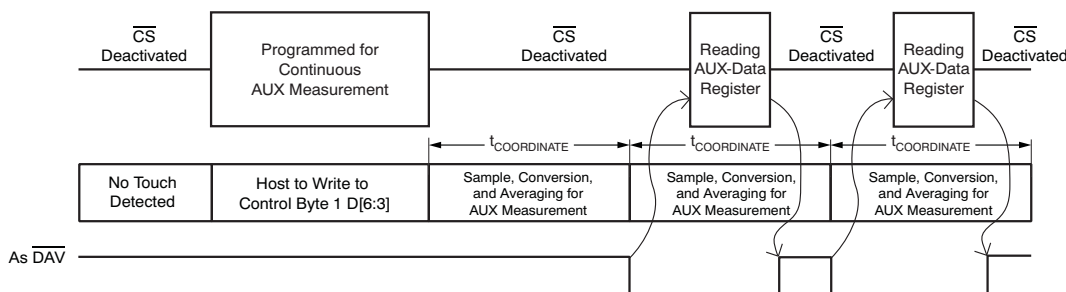 CS
Deactivated
Programmed for
Continuous
AUX Measurement
CS
Deactivated
Reading
AUX-Data
Register
CS
Deactivated
Reading
AUX-Data
Register
CS
Deactivated
tCOORDINATE
tCOORDINATE
tCOORDINATE
No Touch
Detected
Host to Write to
Control Byte 1 D[6:3]
Sample, Conversion,
and Averaging for
AUX Measurement
Sample, Conversion,
and Averaging for
AUX Measurement
Sample, Conversion,
and Averaging for
AUX Measurement
As DAV